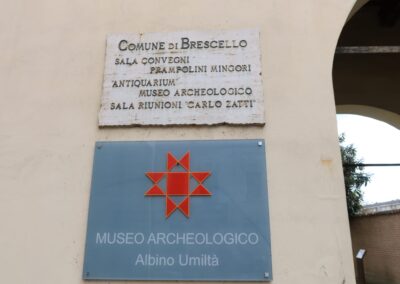 COMUNE DI BRESCELLO
SALA CONVEGNI
PRAMPOLINI MINGORI
"ANTIQUARIUM"
MUSEO ARCHEOLOGICO
SALA RIUNIONI "CARLO ZATTI"
MUSEO ARCHEOLOGICO
Albino Umiltà